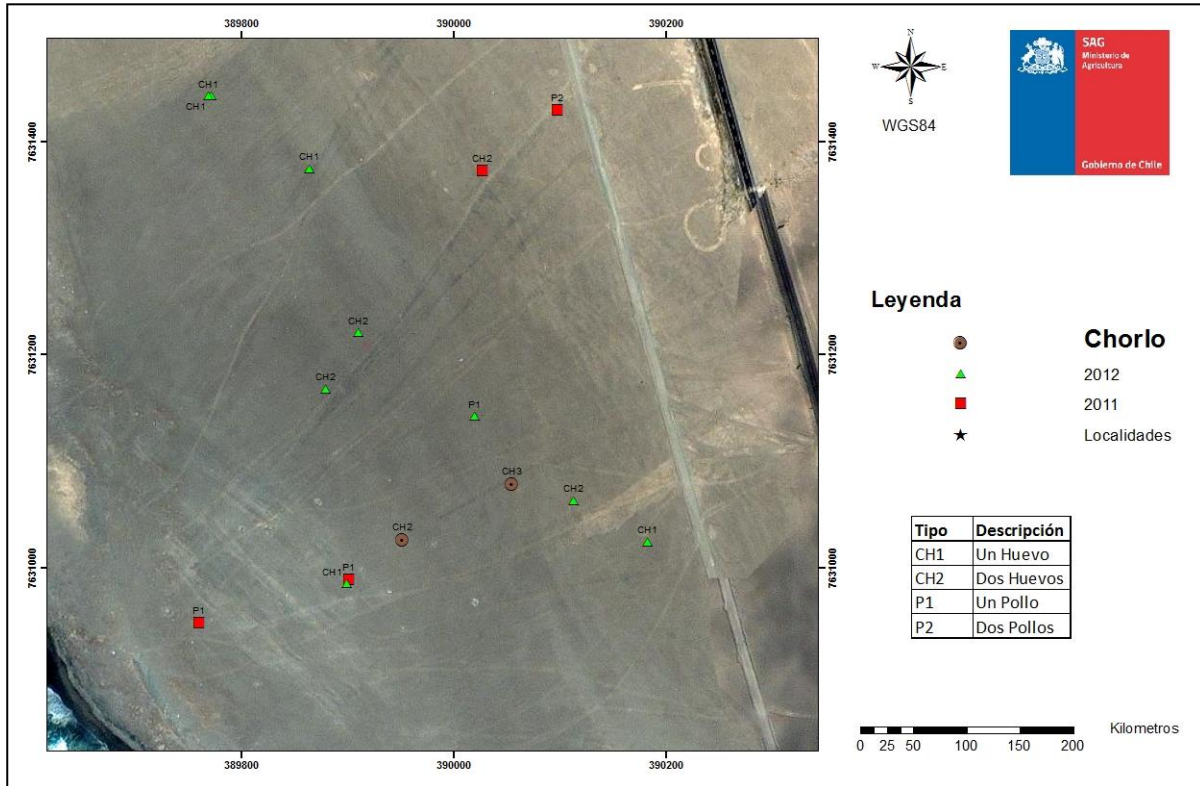 389800 390000 390200
7631400
7631200
7631000
7631400
7631200
7631000
389800 390000 390200
CH1
CH1
P2
CH1
CH2
CH2
CH2
P1
CH3
CH2
CH1
CH2
CH1
P1
P1
N
W E
S
WGS84
SAG
Ministerio de
Agricultura
Gobierno de Chile
Leyenda
Chorlo
2012
2011
Localidades
Tipo Descripción
CH1 Un Huevo
CH2 Dos Huevos
P1 Un Pollo
P2 Dos Pollos
Kilometros
0 25 50 100 150 200